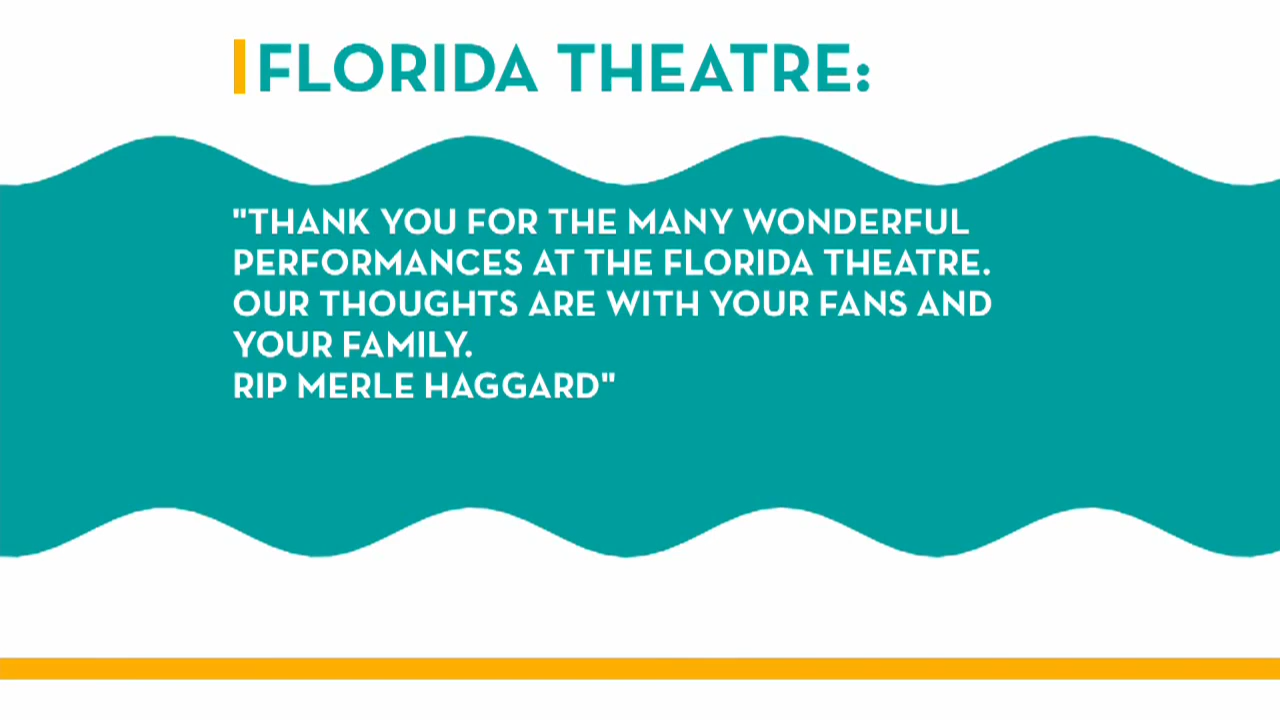 FLORIDA THEATRE:
"THANK YOU FOR THE MANY WONDERFUL
PERFORMANCES AT THE FLORIDA THEATRE.
OUR THOUGHTS ARE WITH YOUR FANS AND
YOUR FAMILY.
RIP MERLE HAGGARD"